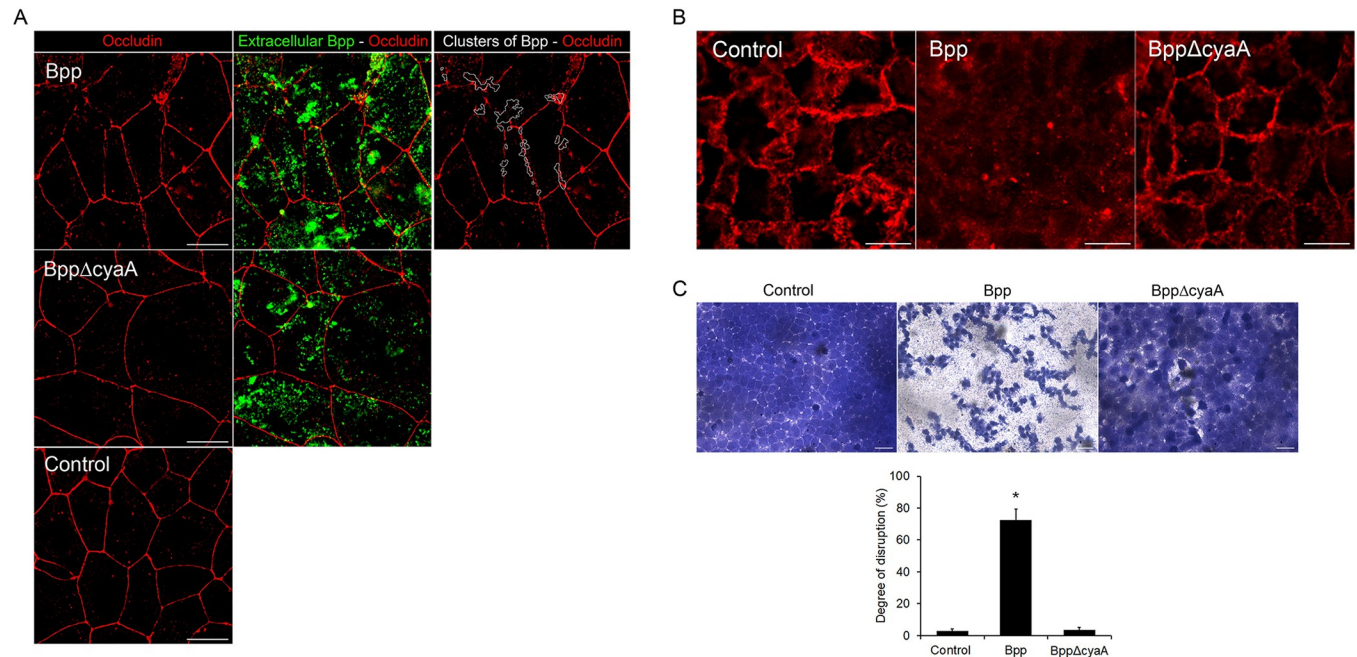 A
Occludin
Extracellular Bpp - Occludin
Clusters of Bpp - Occludin
Bpp
BppΔcyaA
Control
B
Control
Bpp
BppΔcyaA
C
Control
Bpp
BppΔcyaA
Degree of disruption (%)
100
80
60
40
20
0
*
Control
Bpp
BppΔcyaA